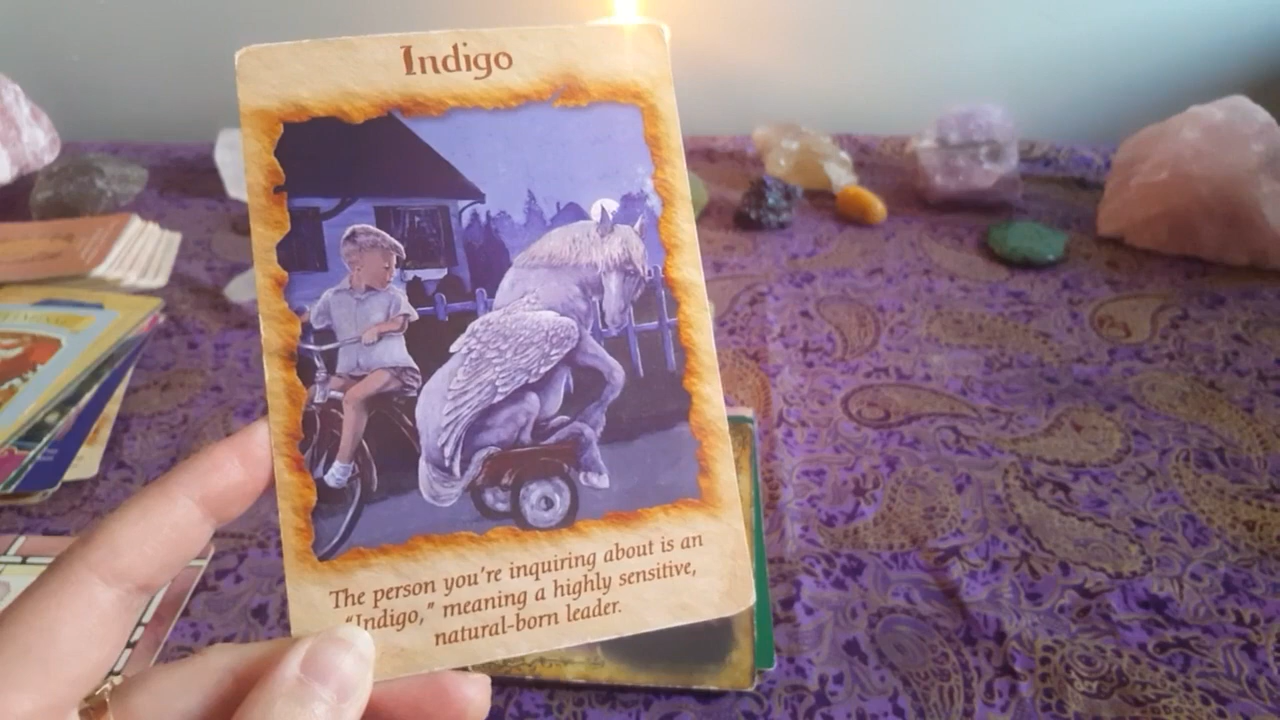 Indigo
The person you're inquiring about is an
"Indigo," meaning a highly sensitive,
natural-born leader.